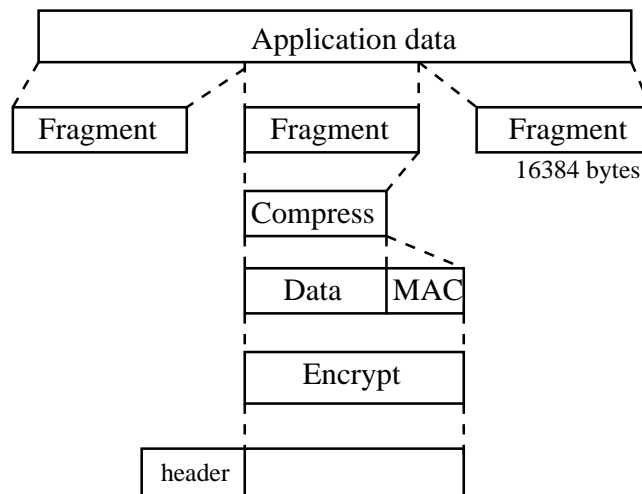 Application data
Fragment Fragment Fragment
16384 bytes
Compress
Data MAC
Encrypt
header